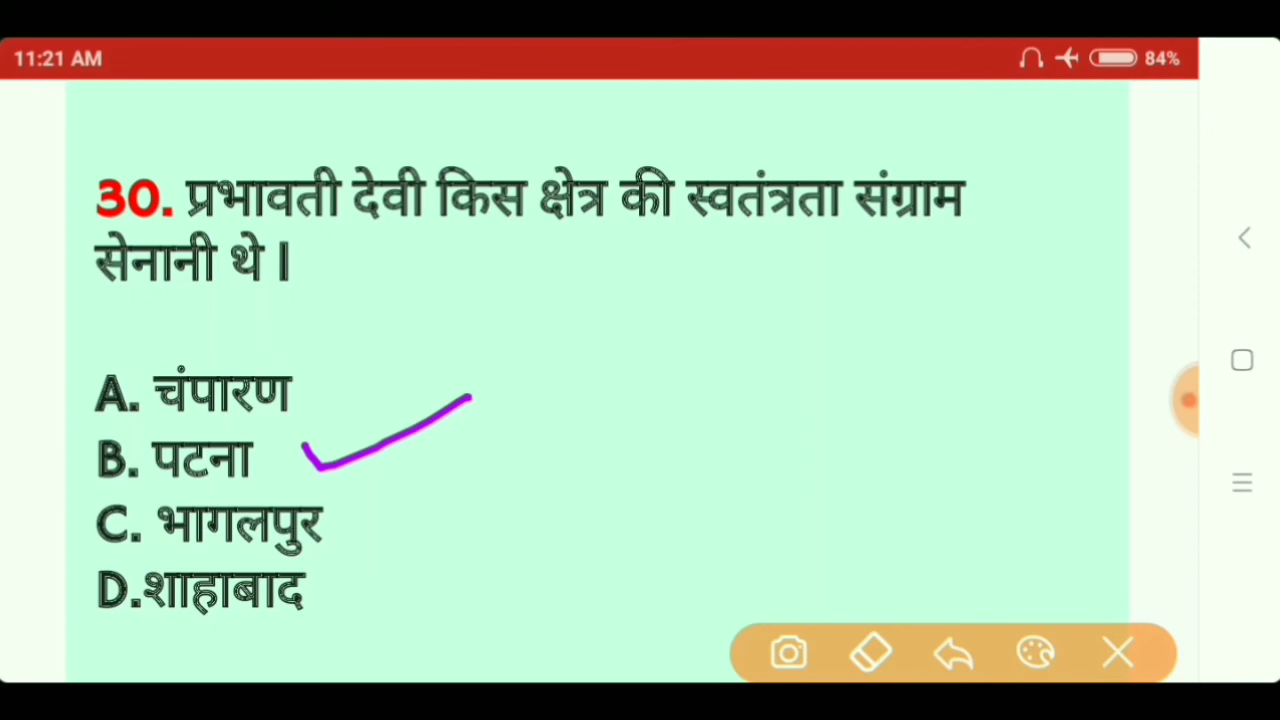 11:21 AM 84%
30. प्रभावती देवी किस क्षेत्र की स्वतंत्रता संग्राम
सेनानी थे l
A. चंपारण
B. पटना
C. भागलपुर
D.शाहाबाद